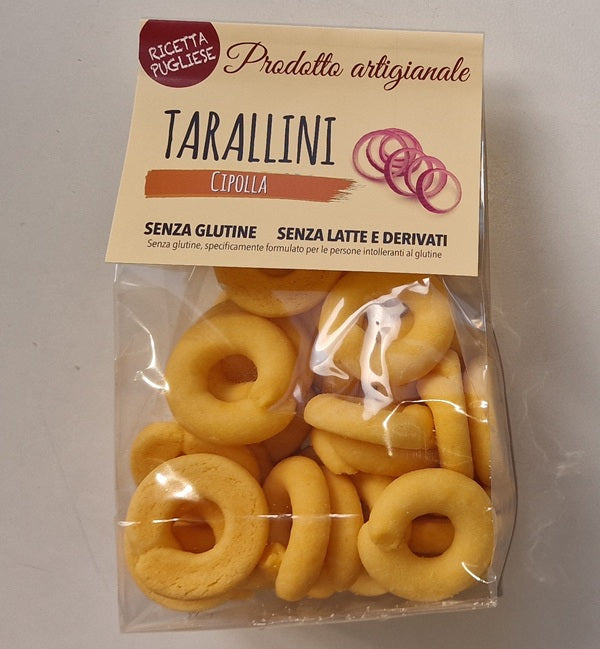 RICETTA
PUGLIESE
Prodotto artigianale
TARALLINI
CIPOLLA
SENZA GLUTINE SENZA LATTE E DERIVATI
Senza glutine, specificamente formulato per le persone intolleranti al glutine